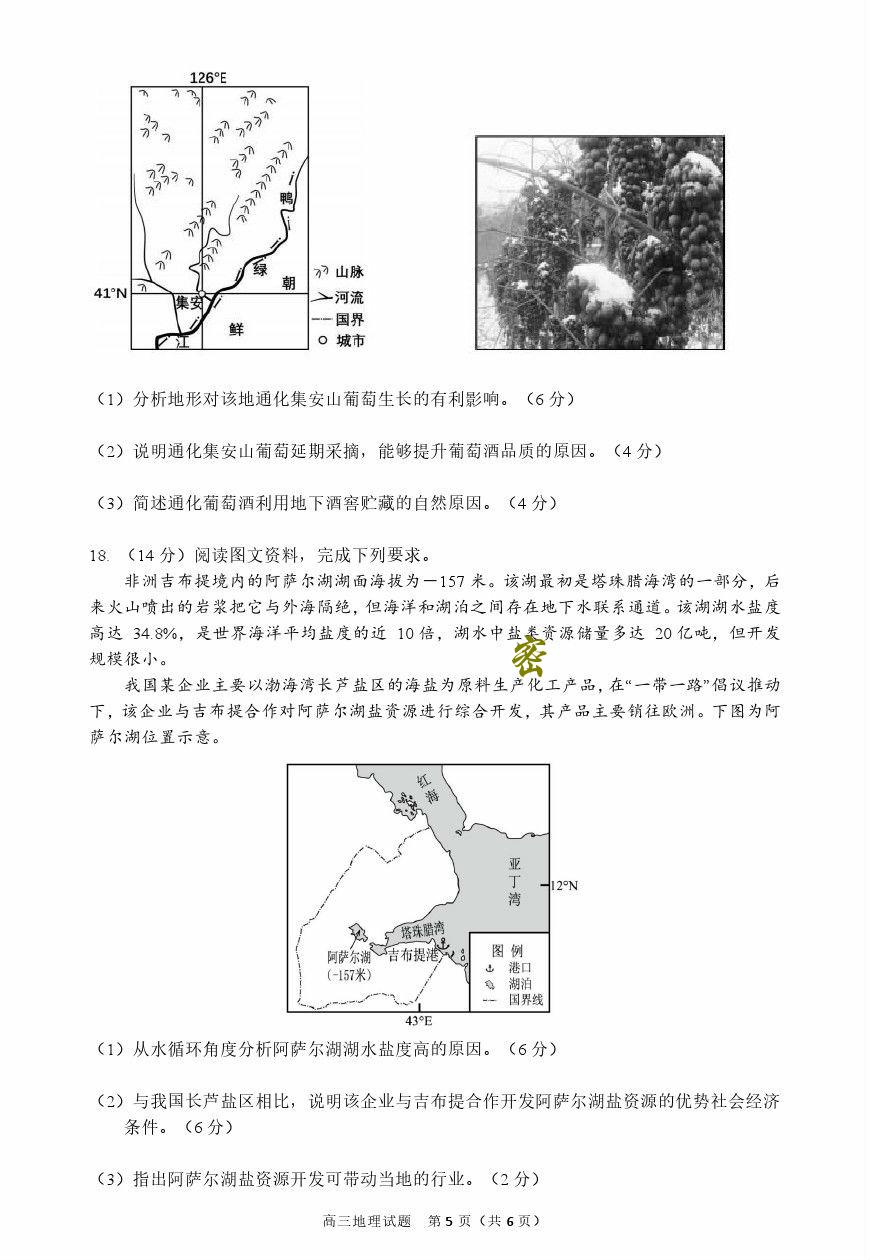 126°E
鸭
绿
朝
山脉
41°N
集安
河流
国界
鲜
江
城市
（1）分析地形对该地通化集安山葡萄生长的有利影响。（6 分）
（2）说明通化集安山葡萄延期采摘，能够提升葡萄酒品质的原因。（4 分）
（3）简述通化葡萄酒利用地下酒窖贮藏的自然原因。（4 分）
18. （14 分）阅读图文资料，完成下列要求。
非洲吉布提境内的阿萨尔湖湖面海拔为－157 米。该湖最初是塔珠腊海湾的一部分，后
来火山喷出的岩浆把它与外海隔绝，但海洋和湖泊之间存在地下水联系通道。该湖湖水盐度
高达 34.8%，是世界海洋平均盐度的近 10 倍，湖水中盐类资源储量多达 20 亿吨，但开发
规模很小。
密
我国某企业主要以渤海湾长芦盐区的海盐为原料生产化工产品，在“一带一路”倡议推动
下，该企业与吉布提合作对阿萨尔湖盐资源进行综合开发，其产品主要销往欧洲。下图为阿
萨尔湖位置示意。
红
海
亚
丁
湾
12°N
塔珠腊湾
阿萨尔湖
（-157米）
吉布提港
图 例
港口
湖泊
国界线
43°E
（1）从水循环角度分析阿萨尔湖湖水盐度高的原因。（6 分）
（2）与我国长芦盐区相比，说明该企业与吉布提合作开发阿萨尔湖盐资源的优势社会经济
条件。（6 分）
（3）指出阿萨尔湖盐资源开发可带动当地的行业。（2 分）
高三地理试题 第 5 页（共 6 页）